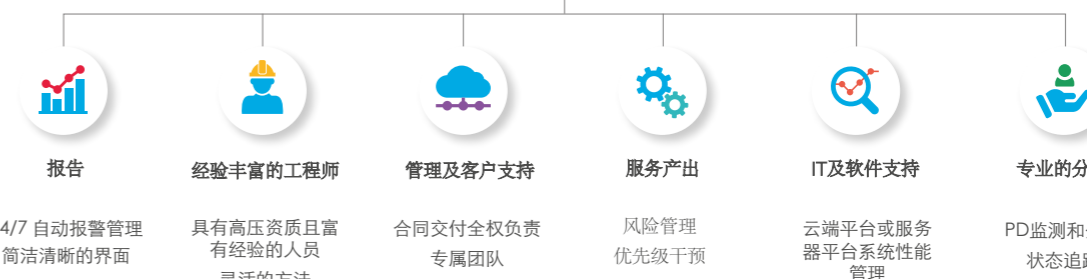 报告
经验丰富的工程师
管理及客户支持
服务产出
IT及软件支持
专业的分
4/7 自动报警管理
简洁清晰的界面
具有高压资质且富
有经验的人员
灵活的方法
合同交付全权负责
专属团队
风险管理
优先级干预
云端平台或服务
器平台系统性能
管理
PD监测和
状态追